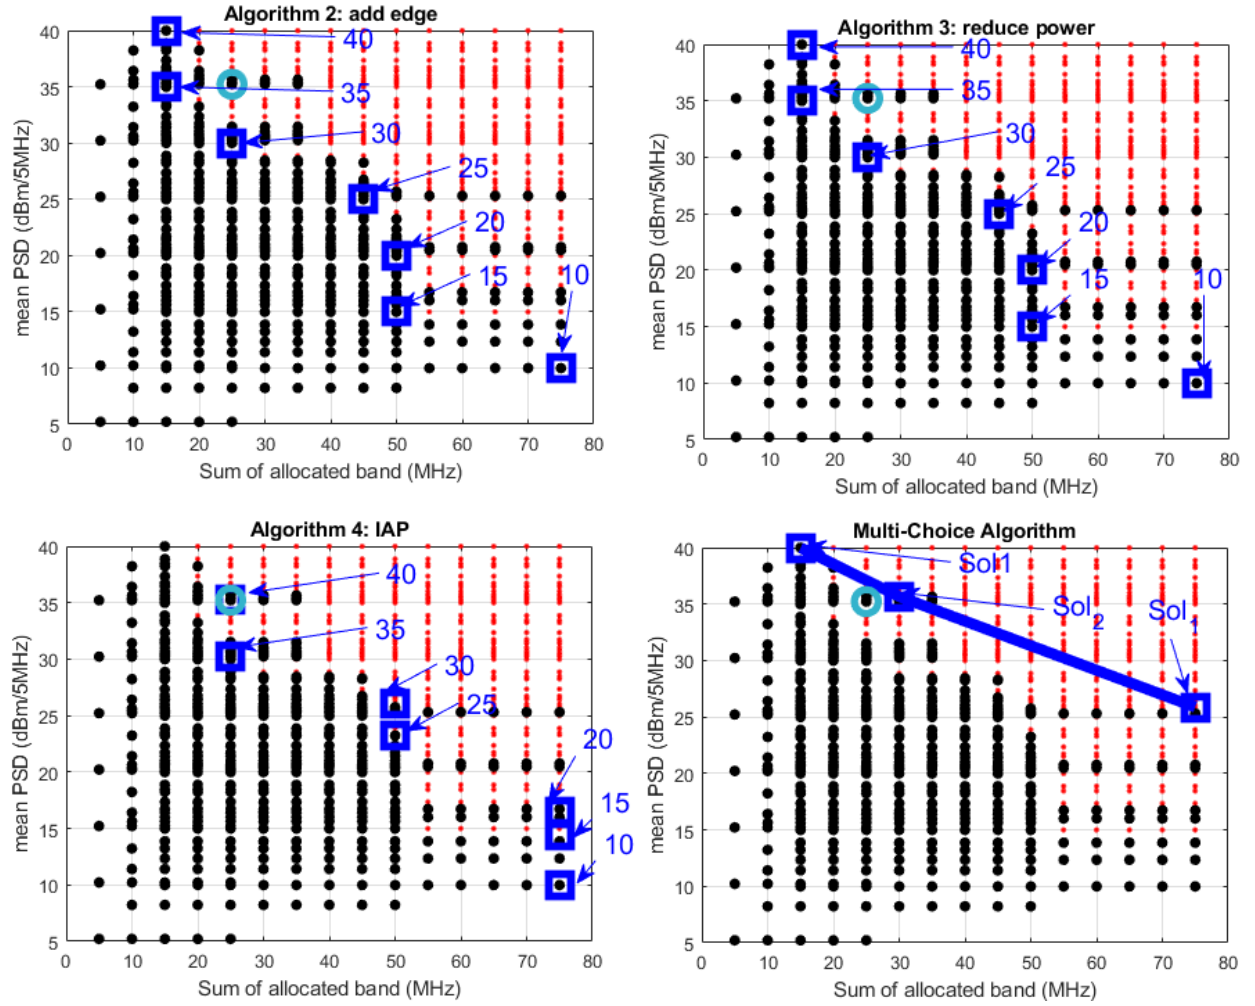 Algorithm 2: add edge
40
35
30
25
20
15
10
40
35
30
25
20
15
10
5
mean PSD (dBm/5MHz)
0 10 20 30 40 50 60 70 80
Sum of allocated band (MHz)
Algorithm 3: reduce power
40
35
30
25
20
15
10
40
35
30
25
20
15
10
5
mean PSD (dBm/5MHz)
0 10 20 30 40 50 60 70 80
Sum of allocated band (MHz)
Algorithm 4: IAP
40
35
30
25
20
15
10
40
35
30
25
20
15
10
5
mean PSD (dBm/5MHz)
0 10 20 30 40 50 60 70 80
Sum of allocated band (MHz)
Multi-Choice Algorithm
Sol1
Sol2
Sol1
40
35
30
25
20
15
10
5
mean PSD (dBm/5MHz)
0 10 20 30 40 50 60 70 80
Sum of allocated band (MHz)